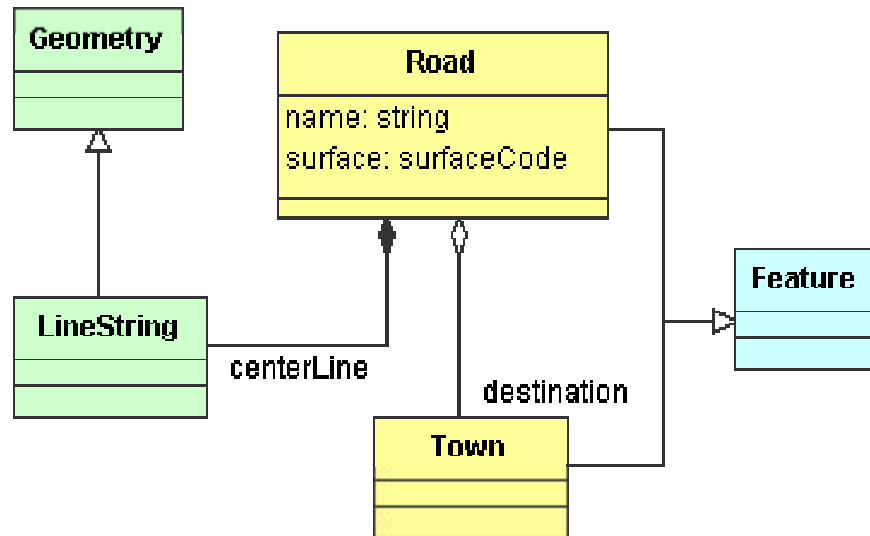 Geometry
Road
name: string
surface: surfaceCode
Feature
LineString
centerLine
destination
Town